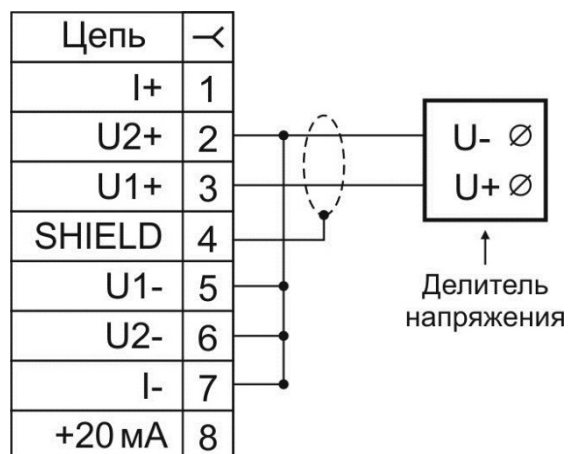 Цепь
I+ 1
U2+ 2
U1+ 3
SHIELD 4
U1- 5
U2- 6
I- 7
+20 мА 8
U- ∅
U+ ∅
Делитель
напряжения